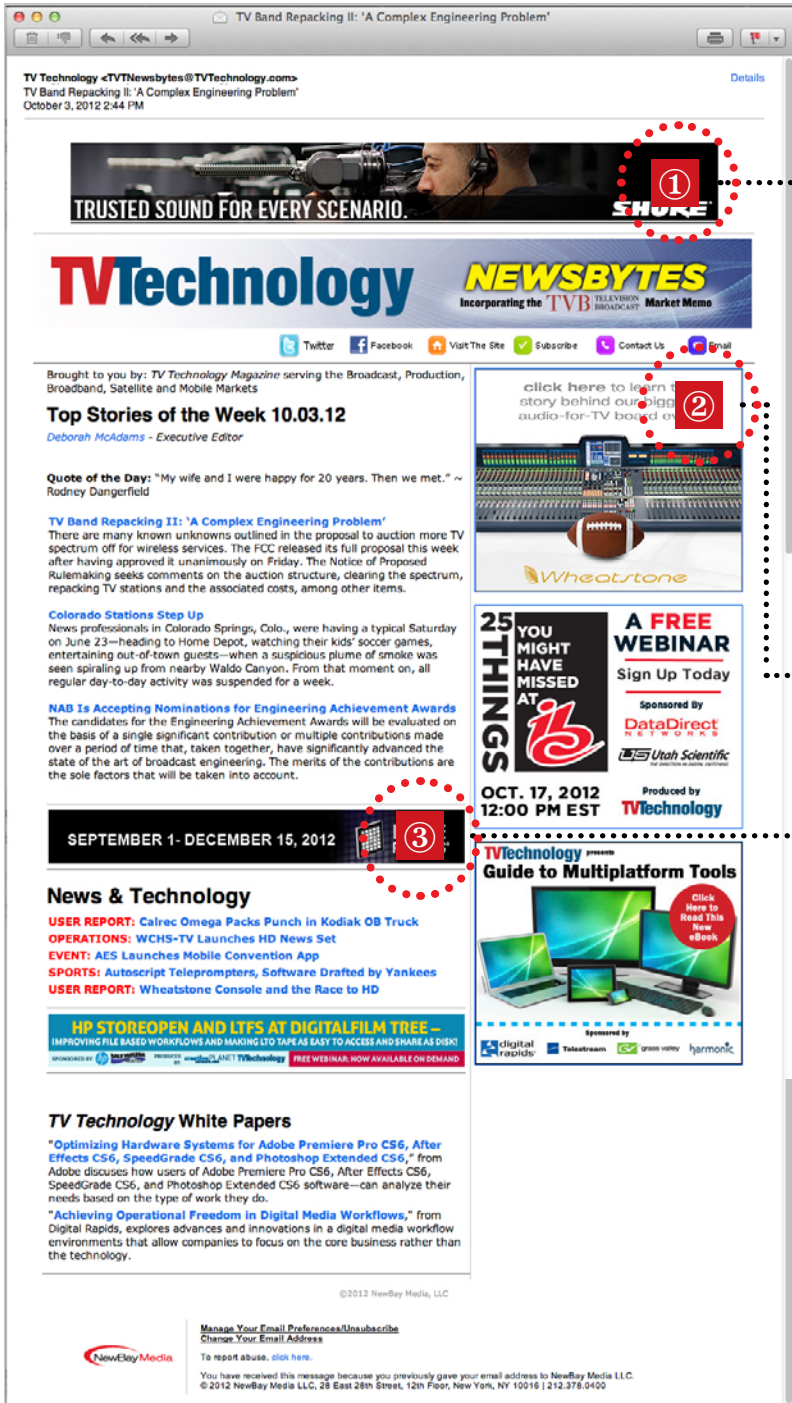 TV Band Repacking II: 'A Complex Engineering Problem'
TV Technology <TVTNewsbytes@TVTechnology.com>
Details
TV Band Repacking II: 'A Complex Engineering Problem'
October 3, 2012 2:44 PM
①
TRUSTED SOUND FOR EVERY SCENARIO.
SHURE
TVTechnology
NEWSBYTES
Incorporating the TVB TELEVISION BROADCAST Market Memo
Twitter Facebook Visit The Site Subscribe Contact Us Email
Brought to you by: TV Technology Magazine serving the Broadcast, Production,
Broadband, Satellite and Mobile Markets
Top Stories of the Week 10.03.12
Deborah McAdams - Executive Editor
Quote of the Day: "My wife and I were happy for 20 years. Then we met." ~
Rodney Dangerfield
TV Band Repacking II: 'A Complex Engineering Problem'
There are many known unknowns outlined in the proposal to auction more TV
spectrum off for wireless services. The FCC released its full proposal this week
after having approved it unanimously on Friday. The Notice of Proposed
Rulemaking seeks comments on the auction structure, clearing the spectrum,
repacking TV stations and the associated costs, among other items.
Colorado Stations Step Up
News professionals in Colorado Springs, Colo., were having a typical Saturday
on June 23—heading to Home Depot, watching their kids' soccer games,
entertaining out-of-town guests—when a suspicious plume of smoke was
seen spiraling up from nearby Waldo Canyon. From that moment on, all
regular day-to-day activity was suspended for a week.
NAB Is Accepting Nominations for Engineering Achievement Awards
The candidates for the Engineering Achievement Awards will be evaluated on
the basis of a single significant contribution or multiple contributions made
over a period of time that, taken together, have significantly advanced the
state of the art of broadcast engineering. The merits of the contributions are
the sole factors that will be taken into account.
SEPTEMBER 1- DECEMBER 15, 2012
③
News & Technology
USER REPORT: Calrec Omega Packs Punch in Kodiak OB Truck
OPERATIONS: WCHS-TV Launches HD News Set
EVENT: AES Launches Mobile Convention App
SPORTS: Autoscript Teleprompters, Software Drafted by Yankees
USER REPORT: Wheatstone Console and the Race to HD
HP STOREOPEN AND LTFS AT DIGITALFILM TREE –
IMPROVING FILE BASED WORKFLOWS AND MAKING LTO TAPE AS EASY TO ACCESS AND SHARE AS DISK!
SPONSORED BY hp PRODUCED BY creative PLANET TVTechnology FREE WEBINAR: NOW AVAILABLE ON DEMAND
TV Technology White Papers
"Optimizing Hardware Systems for Adobe Premiere Pro CS6, After
Effects CS6, SpeedGrade CS6, and Photoshop Extended CS6," from
Adobe discuses how users of Adobe Premiere Pro CS6, After Effects CS6,
SpeedGrade CS6, and Photoshop Extended CS6 software—can analyze their
needs based on the type of work they do.
"Achieving Operational Freedom in Digital Media Workflows," from
Digital Rapids, explores advances and innovations in a digital media workflow
environments that allow companies to focus on the core business rather than
the technology.
click here to learn
story behind our
audio-for-TV board
②
Wheatstone
25 THINGS
YOU
MIGHT
HAVE
MISSED
AT
ibc
OCT. 17, 2012
12:00 PM EST
A FREE
WEBINAR
Sign Up Today
Sponsored By
DataDirect
NETWORKS
Utah Scientific
Produced by
TVTechnology
TVTechnology presents
Guide to Multiplatform Tools
Click
Here to
Read This
New
eBook
Sponsored by
digital rapids Telestream grass valley harmonic
©2012 NewBay Media, LLC
NewBay Media
Manage Your Email Preferences/Unsubscribe
Change Your Email Address
To report abuse, click here.
You have received this message because you previously gave your email address to NewBay Media LLC.
© 2012 NewBay Media LLC, 28 East 28th Street, 12th Floor, New York, NY 10016 | 212.378.0400